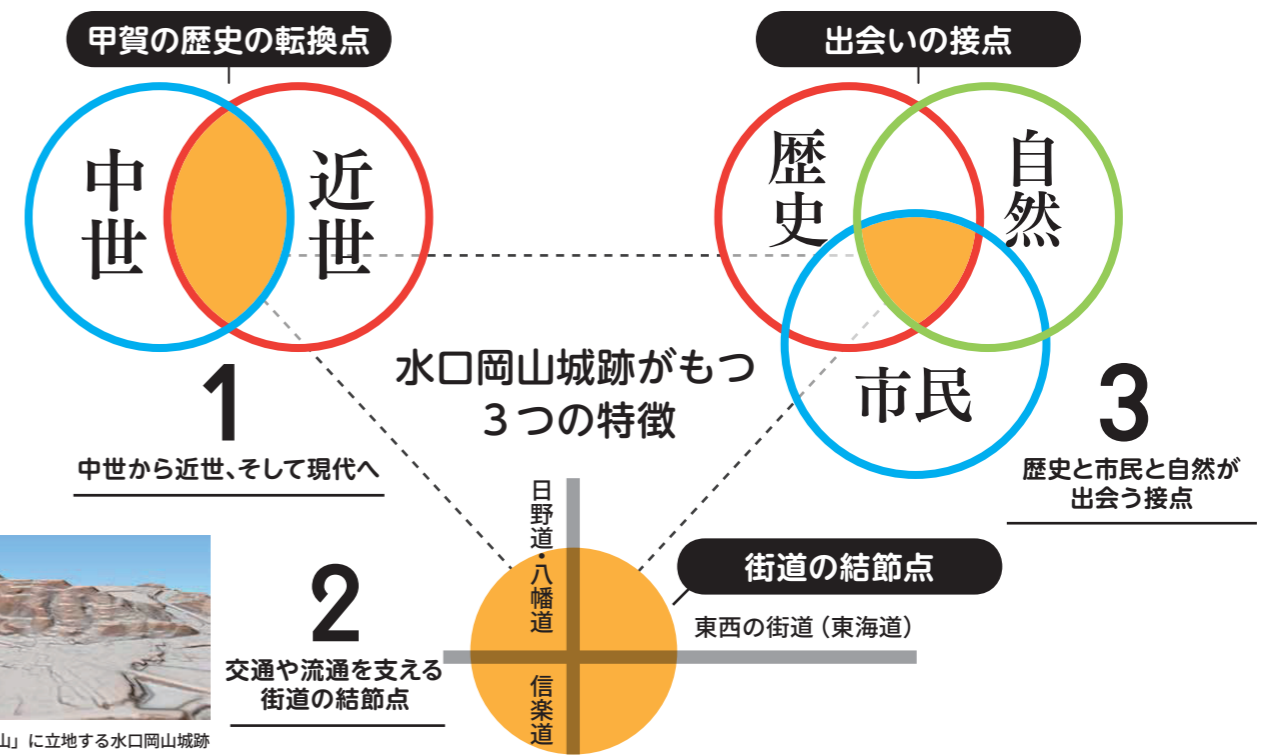 甲賀の歴史の転換点
中世
近世
1
中世から近世、そして現代へ
出会いの接点
歴史
自然
市民
3
歴史と市民と自然が
出会う接点
水口岡山城跡がもつ
３つの特徴
2
交通や流通を支える
街道の結節点
日野道・八幡道
信楽道
街道の結節点
東西の街道（東海道）
山」に立地する水口岡山城跡